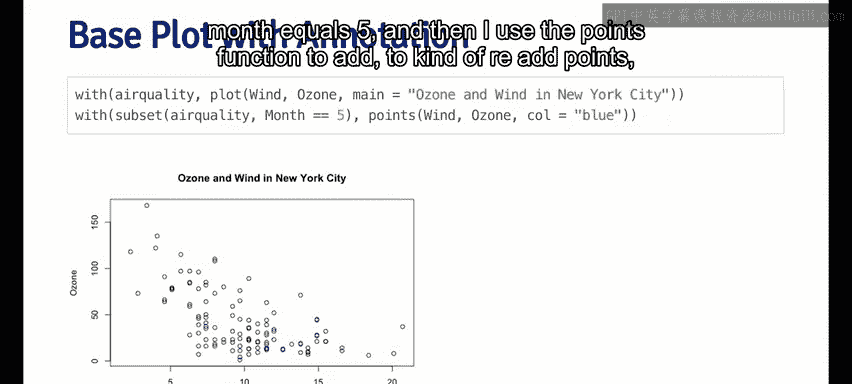 Base Plot with Annotation
month equals 5, and then I use the points
function to add, to kind of re add points,
with(airquality, plot(Wind, Ozone, main = "Ozone and Wind in New York City"))
with(subset(airquality, Month == 5), points(Wind, Ozone, col = "blue"))
Ozone and Wind in New York City
Ozone
150
100
50
0
5
10
15
20